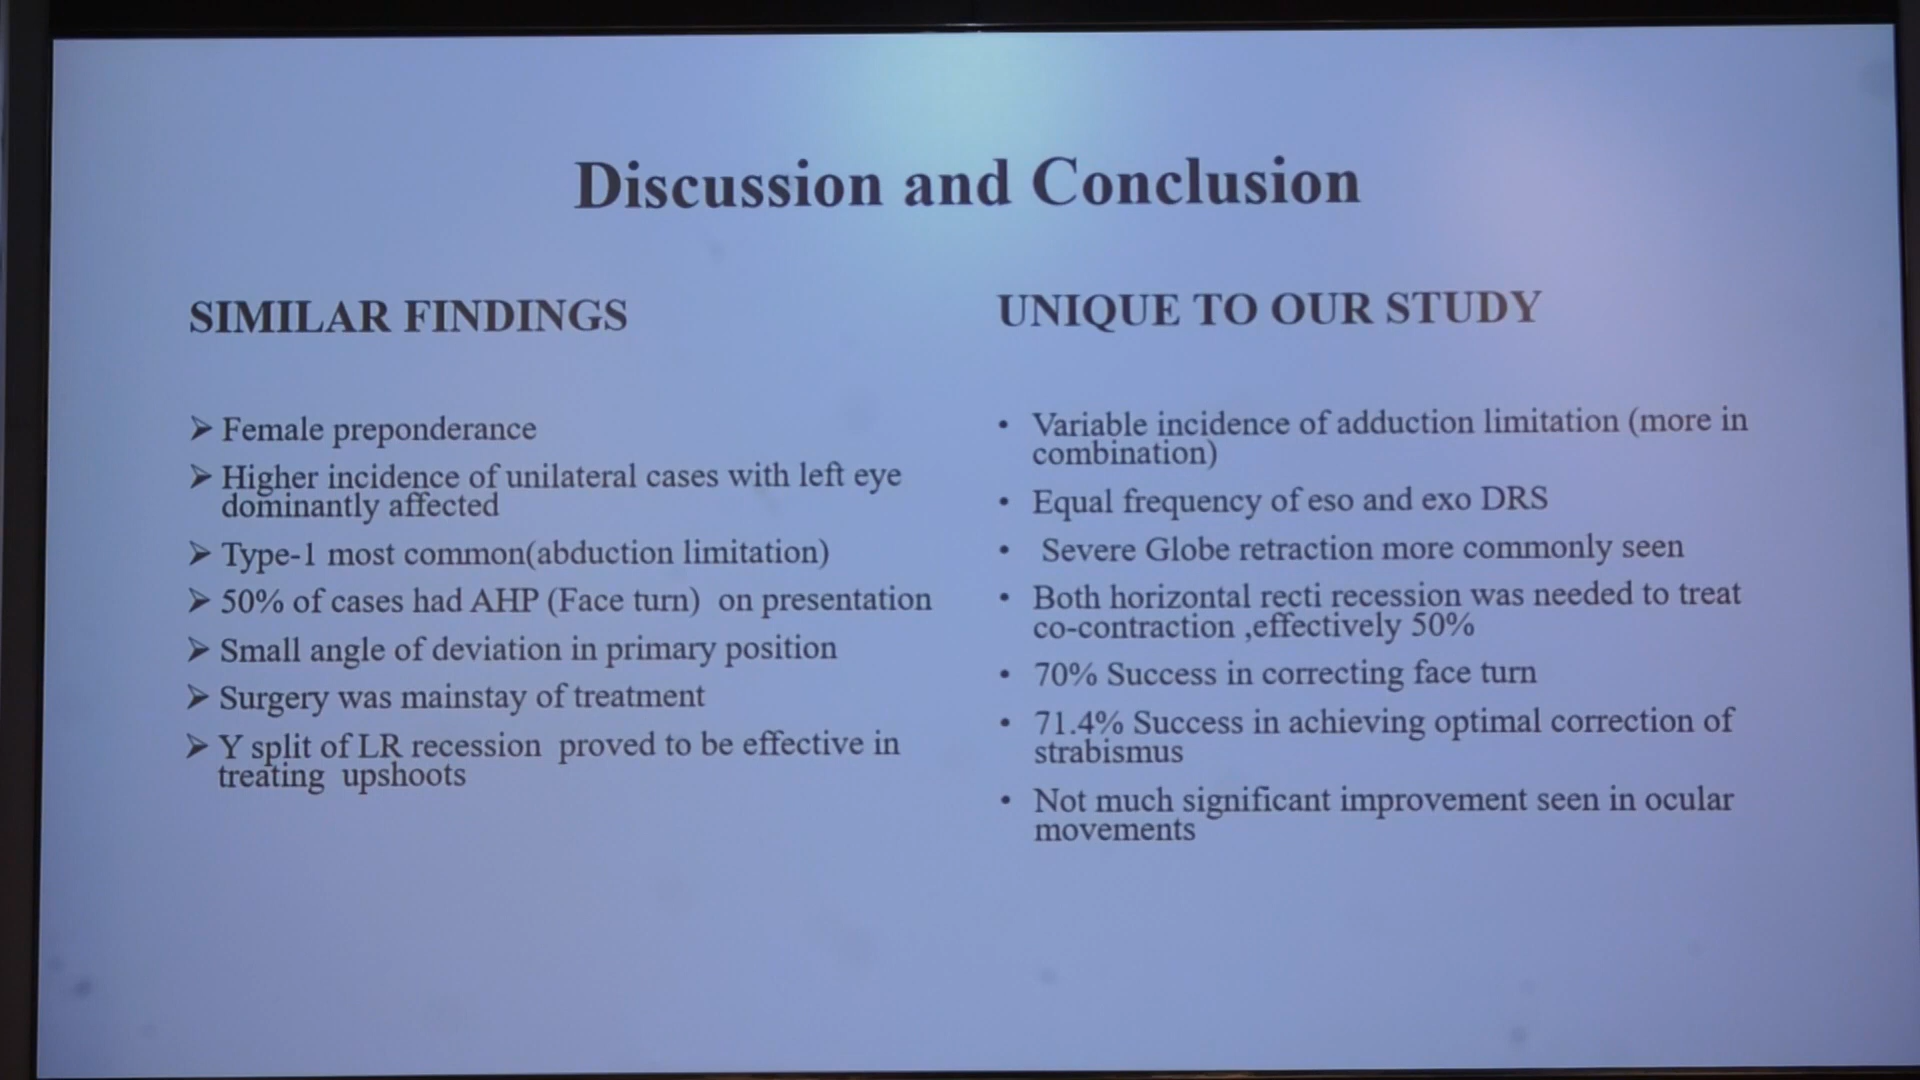 Discussion and Conclusion
SIMILAR FINDINGS
➢ Female preponderance
➢ Higher incidence of unilateral cases with left eye
dominantly affected
➢ Type-1 most common(abduction limitation)
➢ 50% of cases had AHP (Face turn) on presentation
➢ Small angle of deviation in primary position
➢ Surgery was mainstay of treatment
➢ Y split of LR recession proved to be effective in
treating upshoots
UNIQUE TO OUR STUDY
• Variable incidence of adduction limitation (more in
combination)
• Equal frequency of eso and exo DRS
• Severe Globe retraction more commonly seen
• Both horizontal recti recession was needed to treat
co-contraction ,effectively 50%
• 70% Success in correcting face turn
• 71.4% Success in achieving optimal correction of
strabismus
• Not much significant improvement seen in ocular
movements